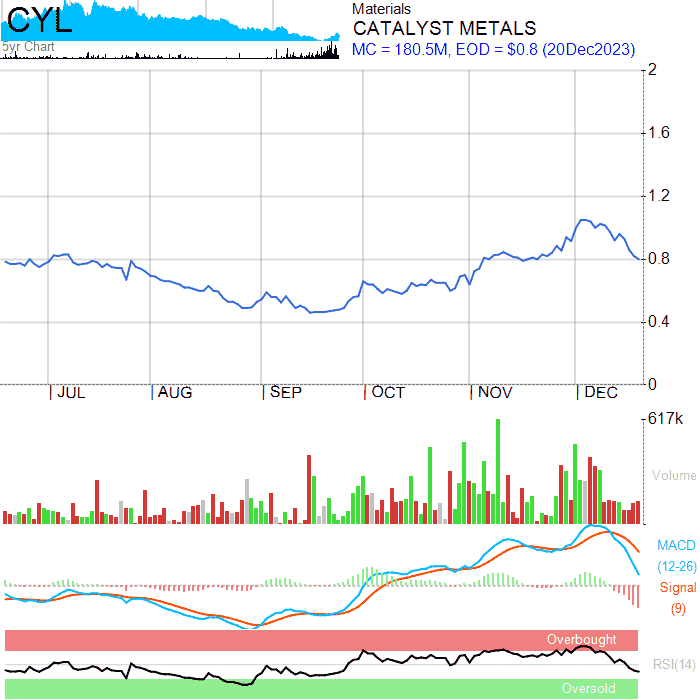 CYL
5yr Chart
Materials
CATALYST METALS
MC = 180.5M, EOD = $0.8 (20Dec2023)
2
1.6
1.2
0.8
0.4
0
JUL AUG SEP OCT NOV DEC
617k
Volume
MACD
(12-26)
Signal
(9)
Overbought
RSI(14)
Oversold